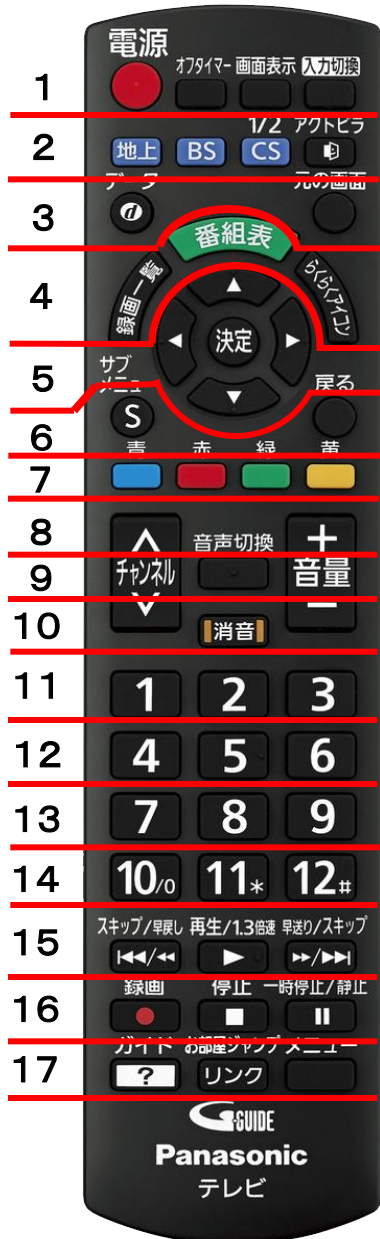 電源
オフタイマー 画面表示 入力切換
1
1/2 アクトビラ
2 地上 BS CS
データ 元の画面
3 d
番組表
4 録画一覧 らくらくアイコン
決定
5 サブメニュー 戻る
S
6 青 赤 緑 黄
7
8 音声切換 +
9 チャンネル 音量
−
10 消音
11 1 2 3
12 4 5 6
13 7 8 9
14 10/0 11* 12#
スキップ/早戻し 再生/1.3倍速 早送り/スキップ
15
録画 停止 一時停止/静止
16
ガイド お部屋ジャンプ メニュー
17 ? リンク
G-GUIDE
Panasonic
テレビ